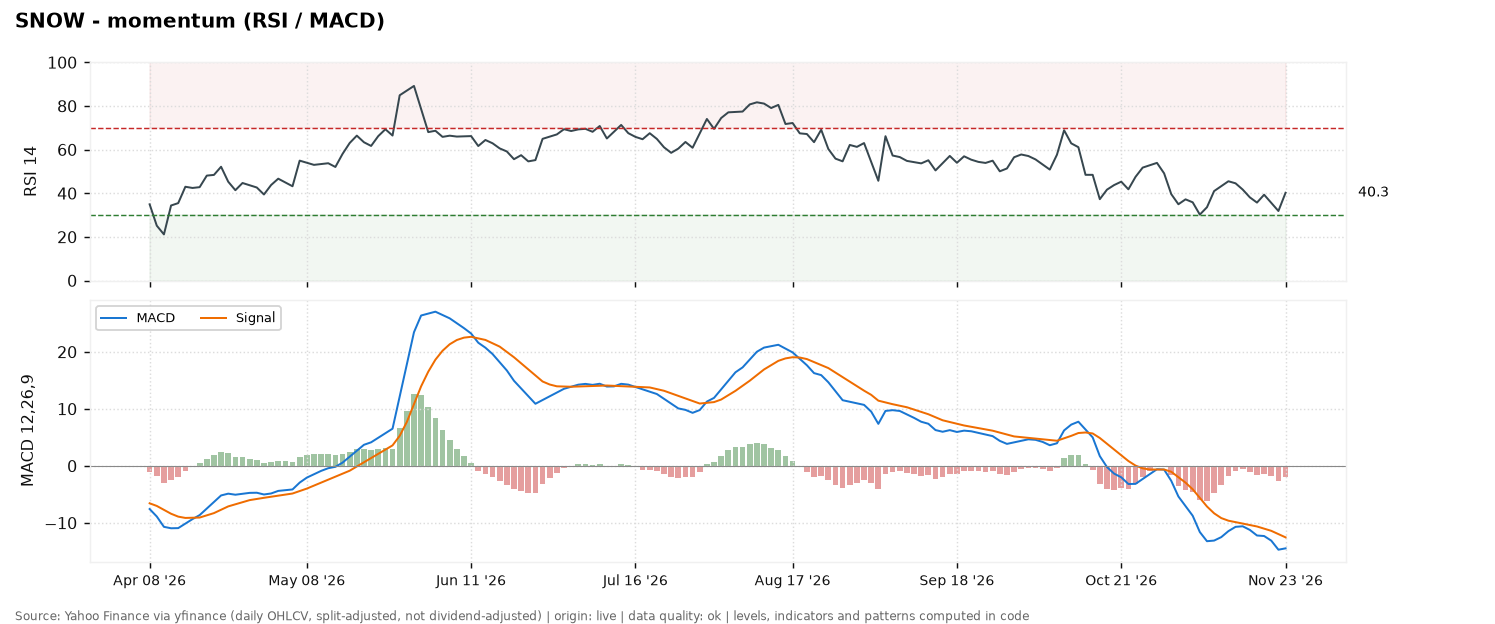 SNOW - momentum (RSI / MACD)
100
80
60
40
20
0
RSI 14
40.3
MACD
Signal
20
10
0
−10
MACD 12,26,9
Apr 08 '26
May 08 '26
Jun 11 '26
Jul 16 '26
Aug 17 '26
Sep 18 '26
Oct 21 '26
Nov 23 '26
Source: Yahoo Finance via yfinance (daily OHLCV, split-adjusted, not dividend-adjusted) | origin: live | data quality: ok | levels, indicators and patterns computed in code